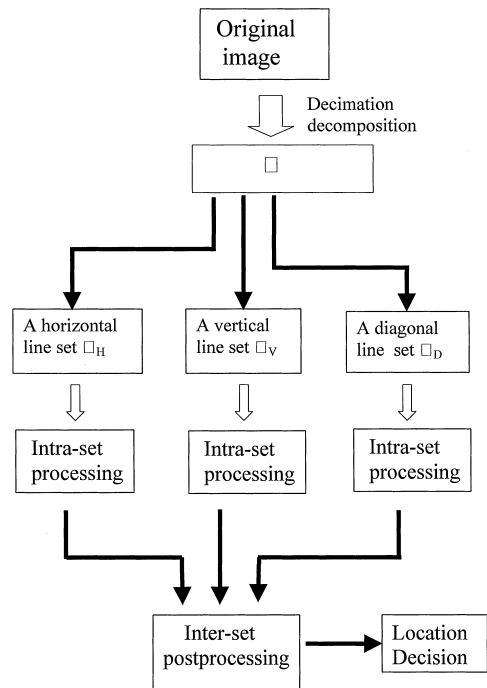 Original
image
Decimation
decomposition
□
A horizontal
line set □H
A vertical
line set □V
A diagonal
line set □D
Intra-set
processing
Intra-set
processing
Intra-set
processing
Inter-set
postprocessing
Location
Decision